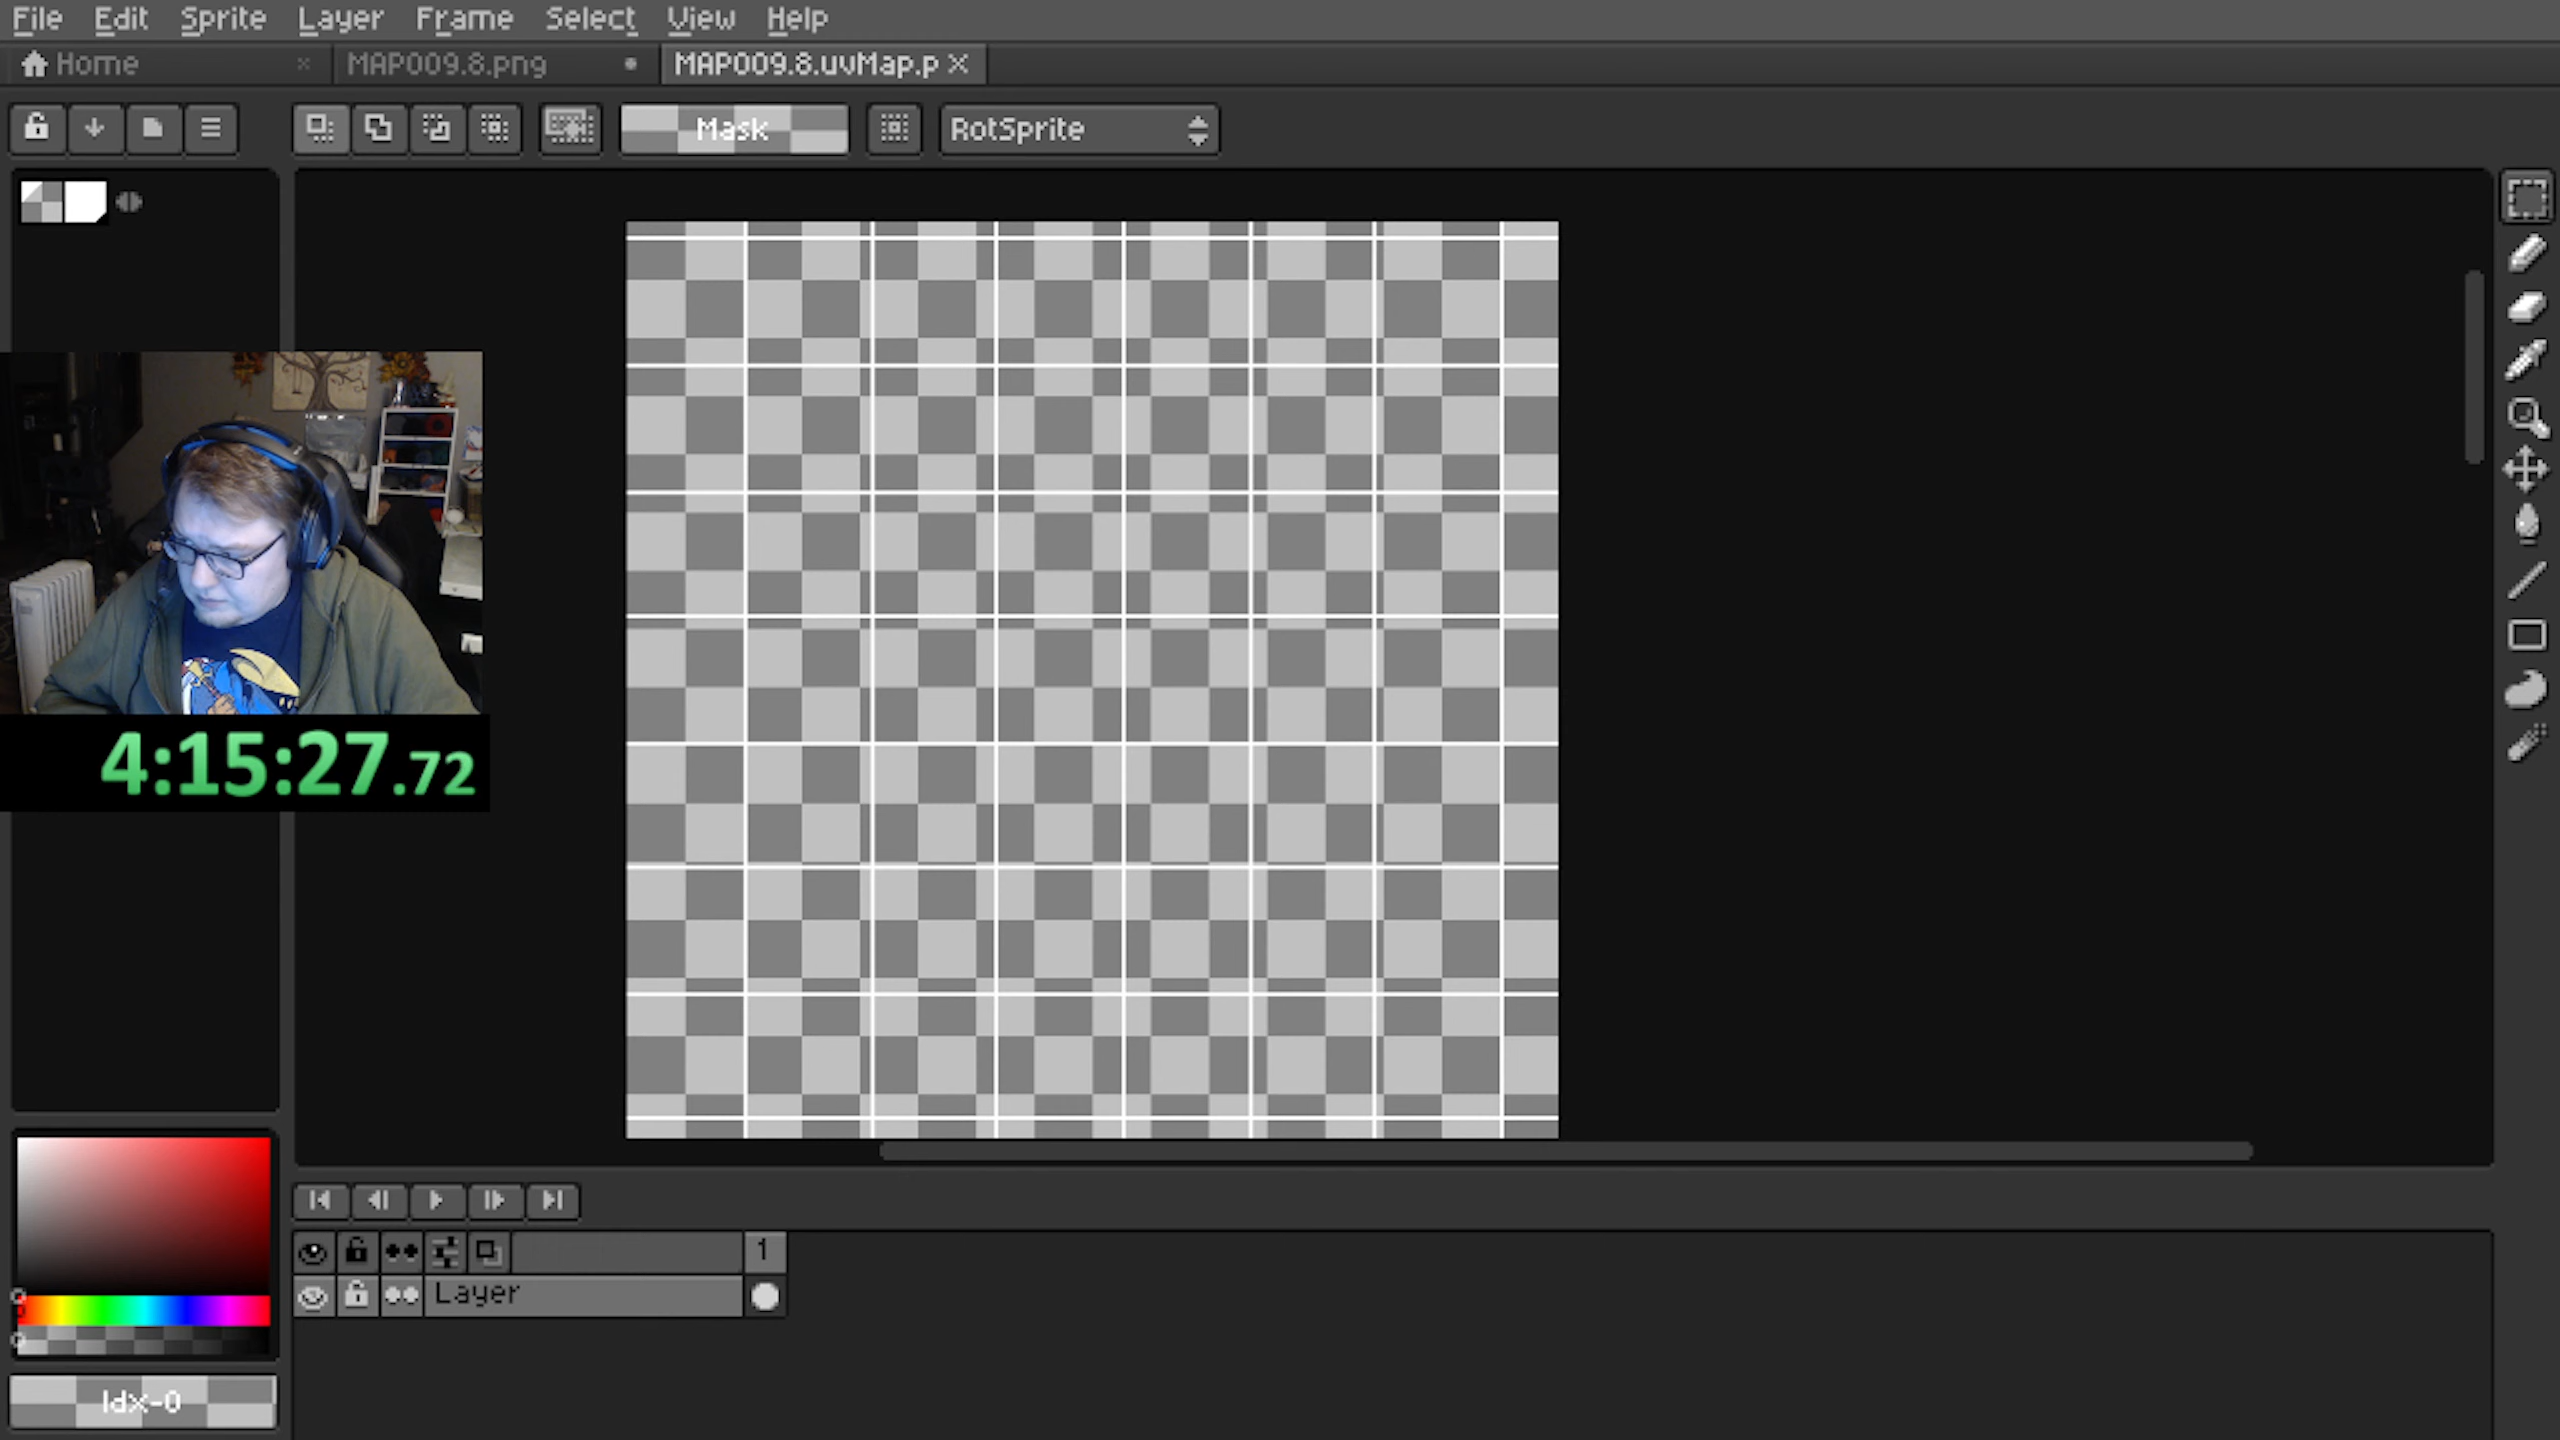 File Edit Sprite Layer Frame Select View Help
Home MAP009.8.png MAP009.8.uvMap.p
Mask RotSprite
4:15:27.72
1
Layer
Idx-0